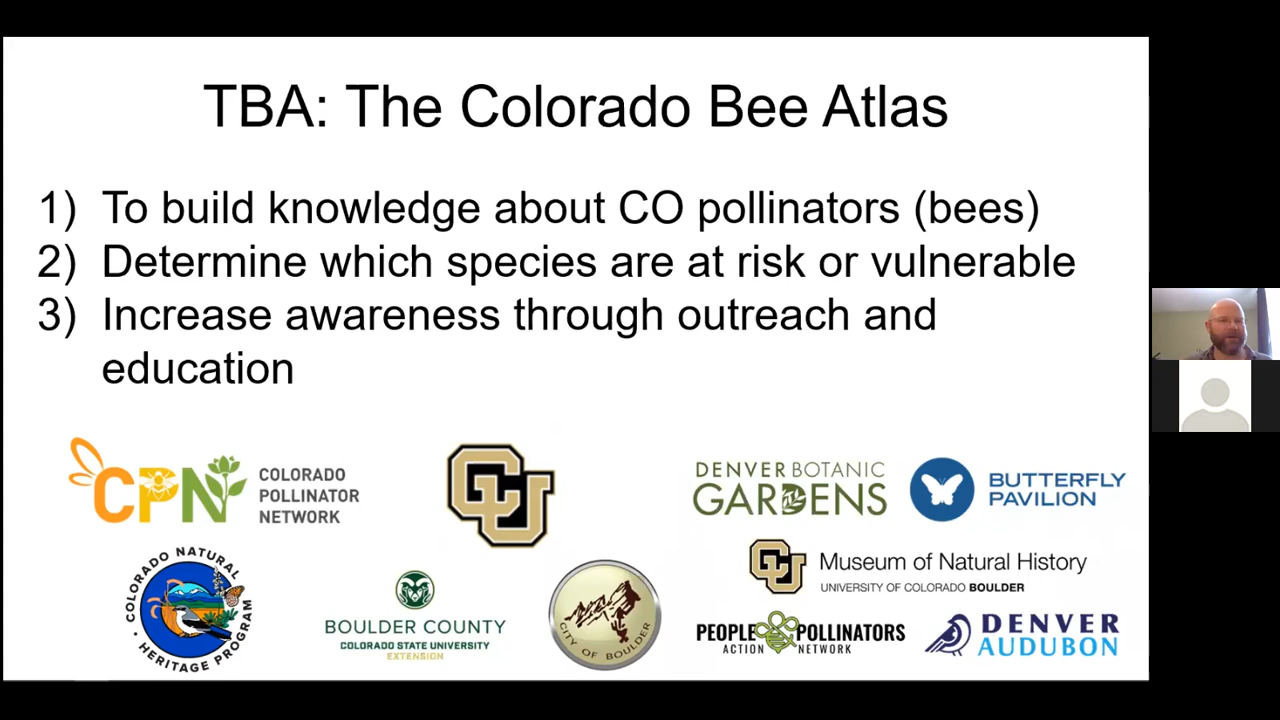 TBA: The Colorado Bee Atlas
1) To build knowledge about CO pollinators (bees)
2) Determine which species are at risk or vulnerable
3) Increase awareness through outreach and
education
CPN
COLORADO
POLLINATOR
NETWORK
CU
DENVER BOTANIC
GARDENS
BUTTERFLY
PAVILION
COLORADO NATURAL
HERITAGE PROGRAM
BOULDER COUNTY
COLORADO STATE UNIVERSITY
EXTENSION
CITY OF BOULDER
CU
Museum of Natural History
UNIVERSITY OF COLORADO BOULDER
PEOPLE POLLINATORS
ACTION NETWORK
DENVER
AUDUBON